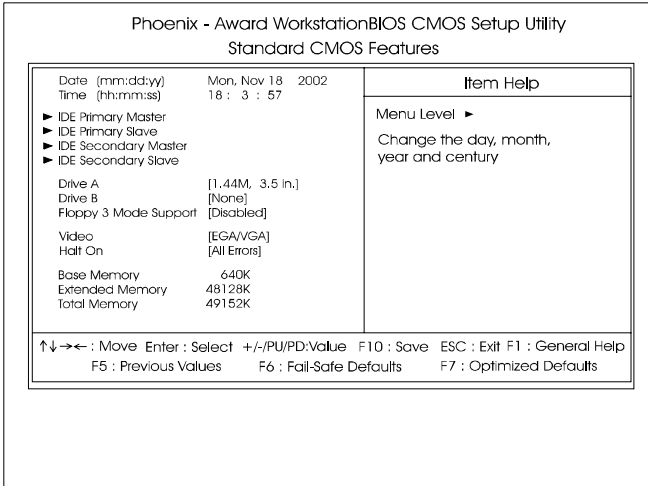 Phoenix - Award WorkstationBIOS CMOS Setup Utility
Standard CMOS Features
Date (mm:dd:yy) Mon, Nov 18 2002
Time (hh:mm:ss) 18 : 3 : 57
► IDE Primary Master
► IDE Primary Slave
► IDE Secondary Master
► IDE Secondary Slave
Drive A [1.44M, 3.5 in.]
Drive B [None]
Floppy 3 Mode Support [Disabled]
Video [EGA/VGA]
Halt On [All Errors]
Base Memory 640K
Extended Memory 48128K
Total Memory 49152K
Item Help
Menu Level ►
Change the day, month,
year and century
↑↓→← : Move Enter : Select +/-/PU/PD:Value F10 : Save ESC : Exit F1 : General Help
F5 : Previous Values F6 : Fail-Safe Defaults F7 : Optimized Defaults